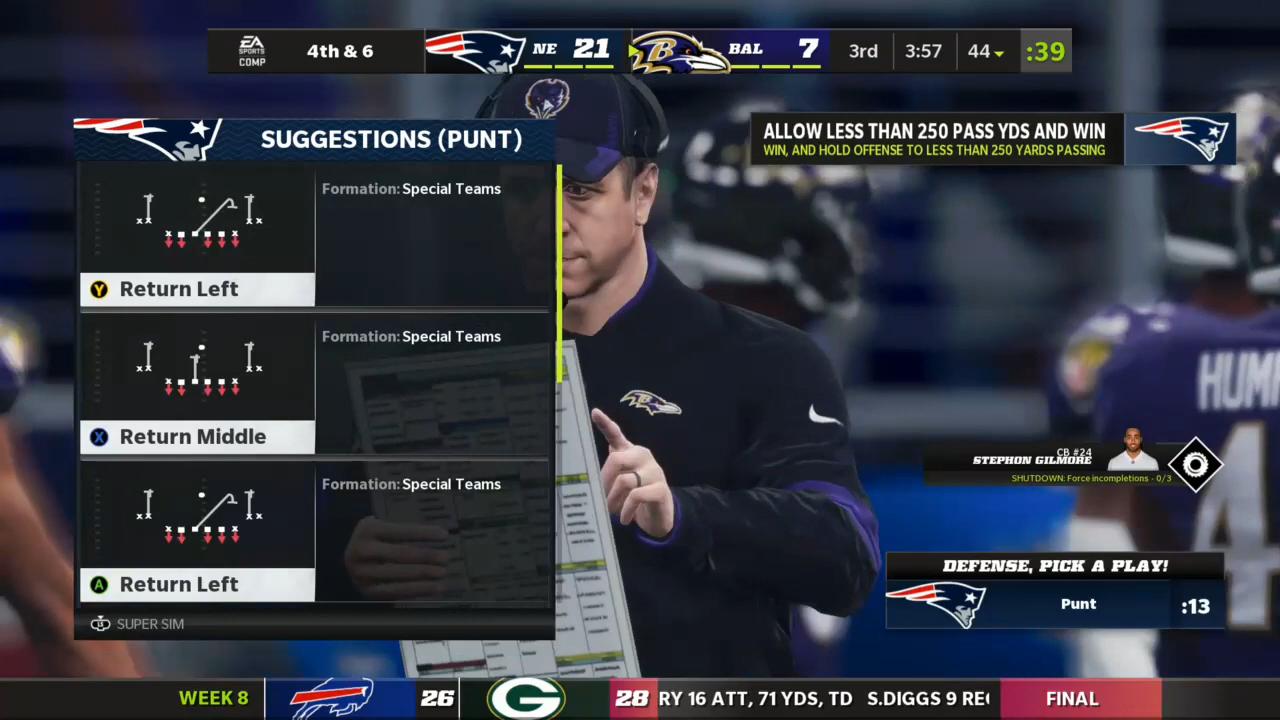 EA
SPORTS
COMP
4th & 6
NE 21
BAL 7
3rd
3:57
44
:39
SUGGESTIONS (PUNT)
Formation: Special Teams
Y Return Left
Formation: Special Teams
X Return Middle
Formation: Special Teams
A Return Left
SUPER SIM
ALLOW LESS THAN 250 PASS YDS AND WIN
WIN, AND HOLD OFFENSE TO LESS THAN 250 YARDS PASSING
HUM
4
CB #24
STEPHON GILMORE
SHUTDOWN: Force incompletions - 0/3
DEFENSE, PICK A PLAY!
Punt :13
WEEK 8
26
28
RY 16 ATT, 71 YDS, TD S.DIGGS 9 RE
FINAL